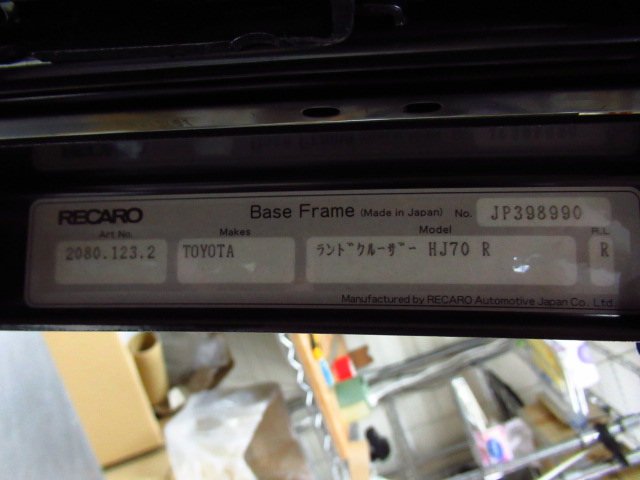 RECARO Base Frame (Made in Japan) No. JP398990
Art No. Makes Model R.L
2080.123.2 TOYOTA ランドクルーザー HJ70 R R
Manufactured by RECARO Automotive Japan Co., Ltd.